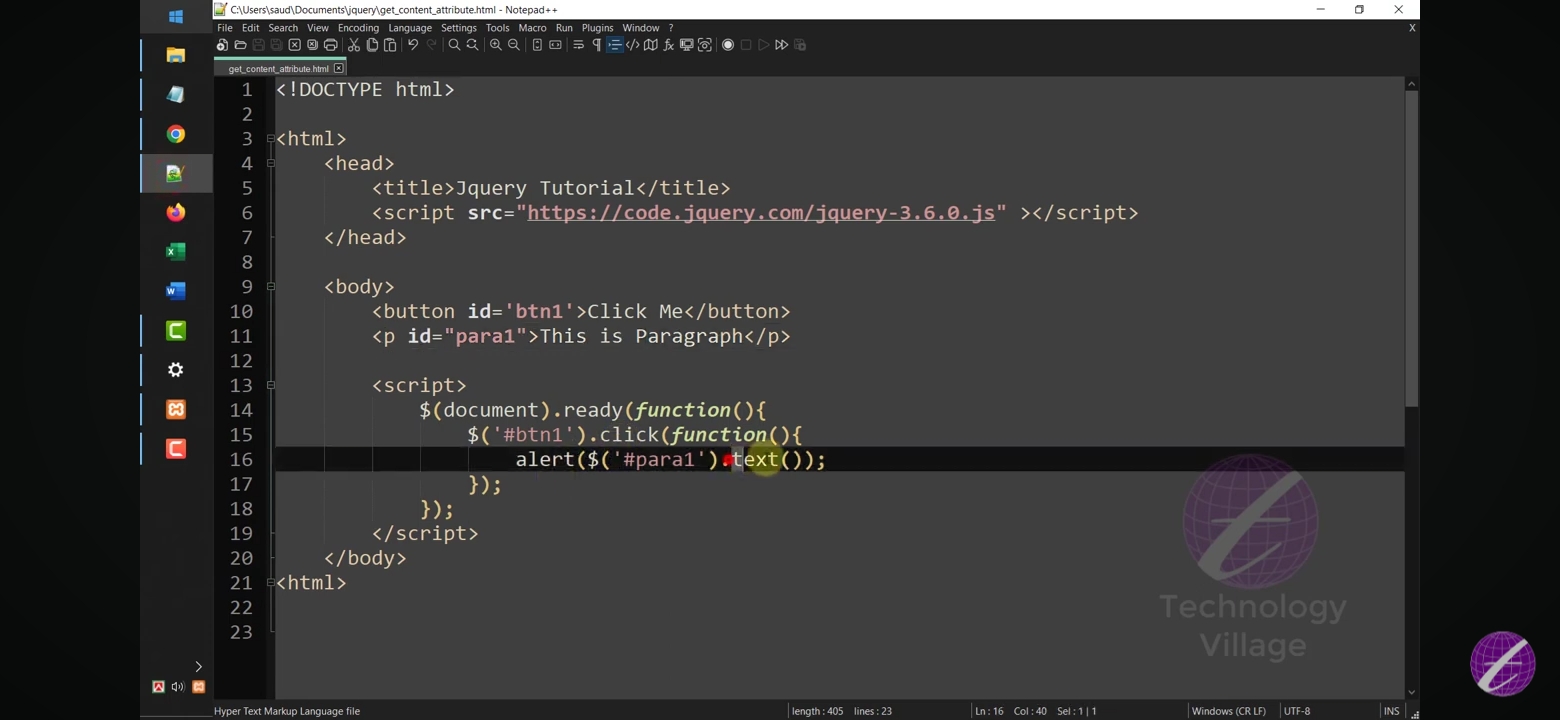 C:\Users\saud\Documents\jquery\get_content_attribute.html - Notepad++
File Edit Search View Encoding Language Settings Tools Macro Run Plugins Window ? X
get_content_attribute.html
1 <!DOCTYPE html>
2
3 <html>
4 <head>
5 <title>Jquery Tutorial</title>
6 <script src="https://code.jquery.com/jquery-3.6.0.js" ></script>
7 </head>
8
9 <body>
10 <button id='btn1'>Click Me</button>
11 <p id="para1">This is Paragraph</p>
12
13 <script>
14 $(document).ready(function(){
15 $('#btn1').click(function(){
16 alert($('#para1').text());
17 });
18 });
19 </script>
20 </body>
21 <html>
22
23
Technology
Village
Hyper Text Markup Language file length : 405 lines : 23 Ln : 16 Col : 40 Sel : 1 | 1 Windows (CR LF) UTF-8 INS